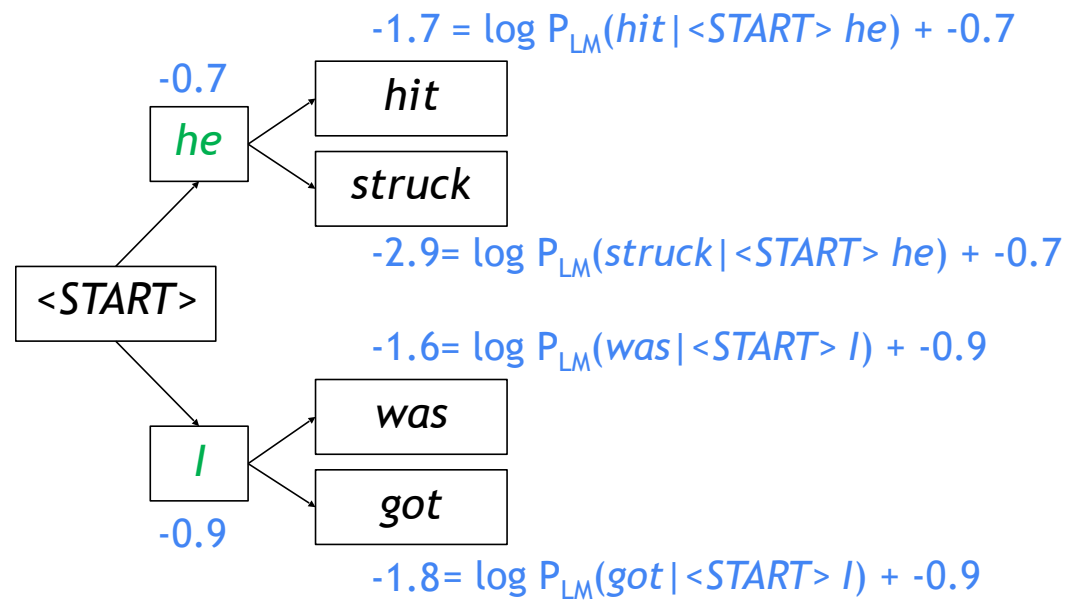 -1.7 = log P_LM(hit|<START> he) + -0.7
-0.7
hit
he
struck
-2.9= log P_LM(struck|<START> he) + -0.7
<START>
-1.6= log P_LM(was|<START> I) + -0.9
was
I
got
-0.9
-1.8= log P_LM(got|<START> I) + -0.9